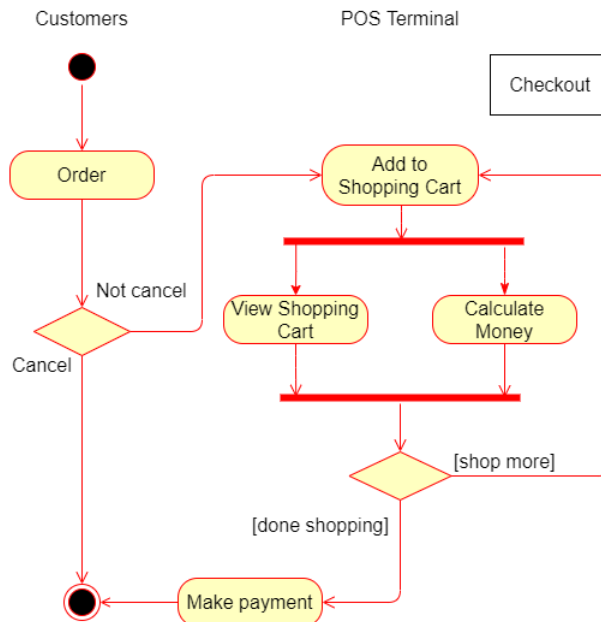 Customers
POS Terminal
Checkout
Order
Add to
Shopping Cart
Not cancel
View Shopping
Cart
Calculate
Money
Cancel
[shop more]
[done shopping]
Make payment